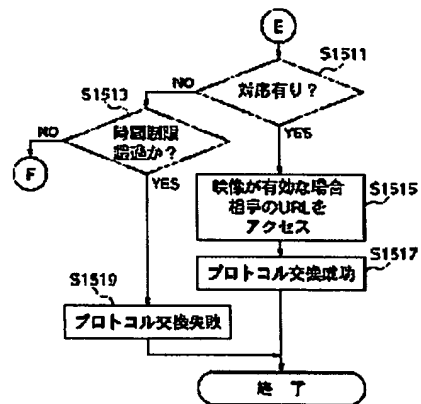 E
S1511
対応有り?
NO
YES
S1513
時間制限
超過か?
NO
F
YES
映像が有効な場合
相手のURLを
アクセス
S1515
プロトコル交換成功
S1517
S1519
プロトコル交換失敗
終 了